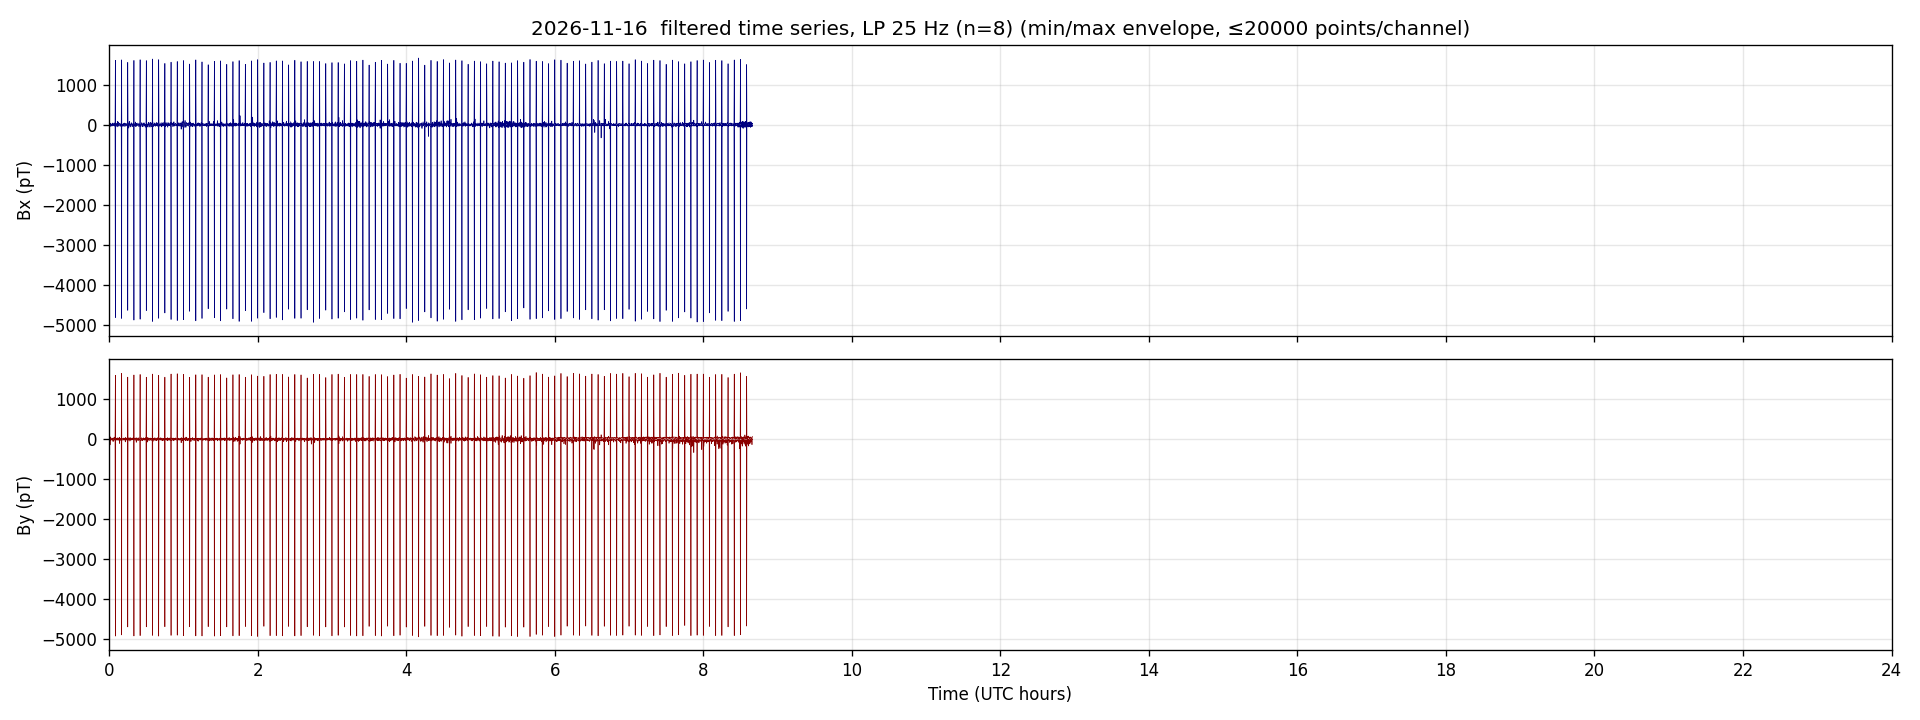 2026-11-16  filtered time series, LP 25 Hz (n=8) (min/max envelope, ≤20000 points/channel)
1000
0
−1000
−2000
−3000
−4000
−5000
Bx (pT)
1000
0
−1000
−2000
−3000
−4000
−5000
By (pT)
0 2 4 6 8 10 12 14 16 18 20 22 24
Time (UTC hours)